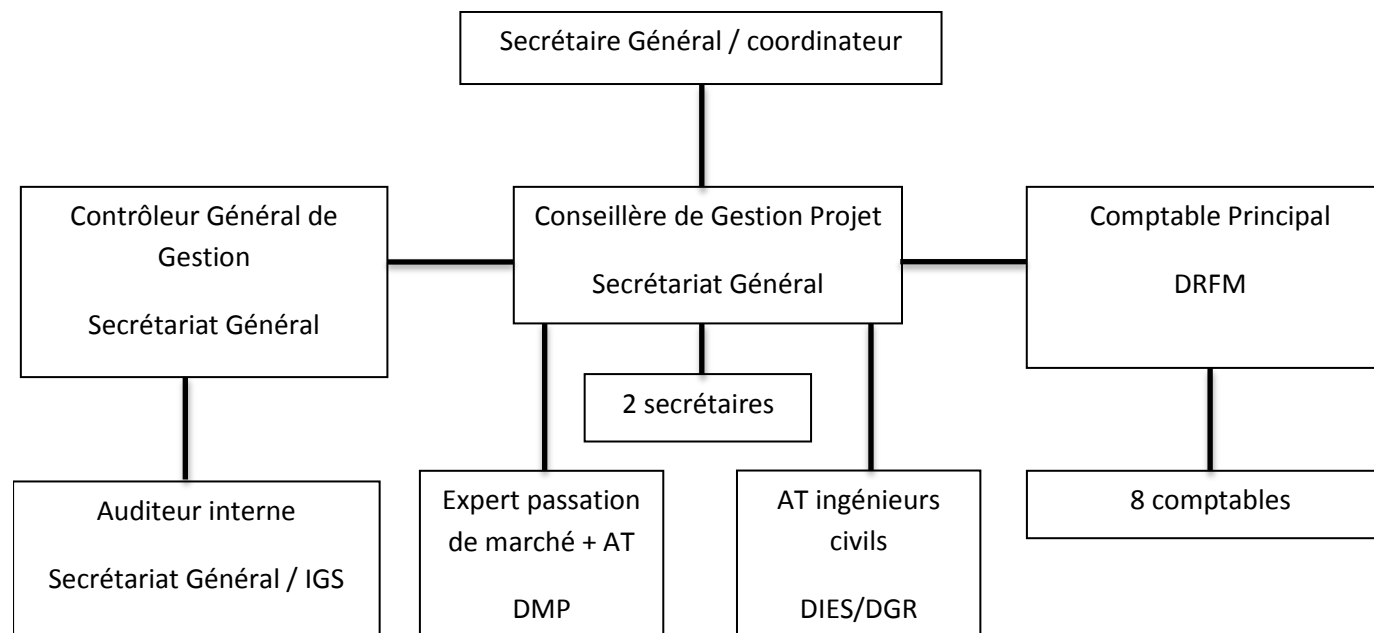 Secrétaire Général / coordinateur
Contrôleur Général de
Gestion
Secrétariat Général
Conseillère de Gestion Projet
Secrétariat Général
Comptable Principal
DRFM
2 secrétaires
Auditeur interne
Secrétariat Général / IGS
Expert passation
de marché + AT
DMP
AT ingénieurs
civils
DIES/DGR
8 comptables